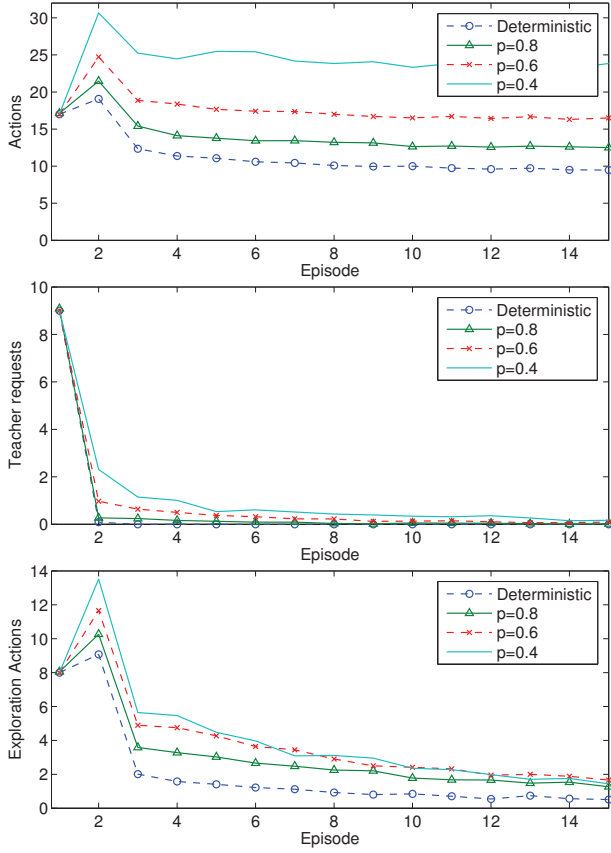 30
25
20
15
10
5
0
Actions
Deterministic
p=0.8
p=0.6
p=0.4
2 4 6 8 10 12 14
Episode
10
8
6
4
2
0
Teacher requests
Deterministic
p=0.8
p=0.6
p=0.4
2 4 6 8 10 12 14
Episode
14
12
10
8
6
4
2
0
Exploration Actions
Deterministic
p=0.8
p=0.6
p=0.4
2 4 6 8 10 12 14
Episode